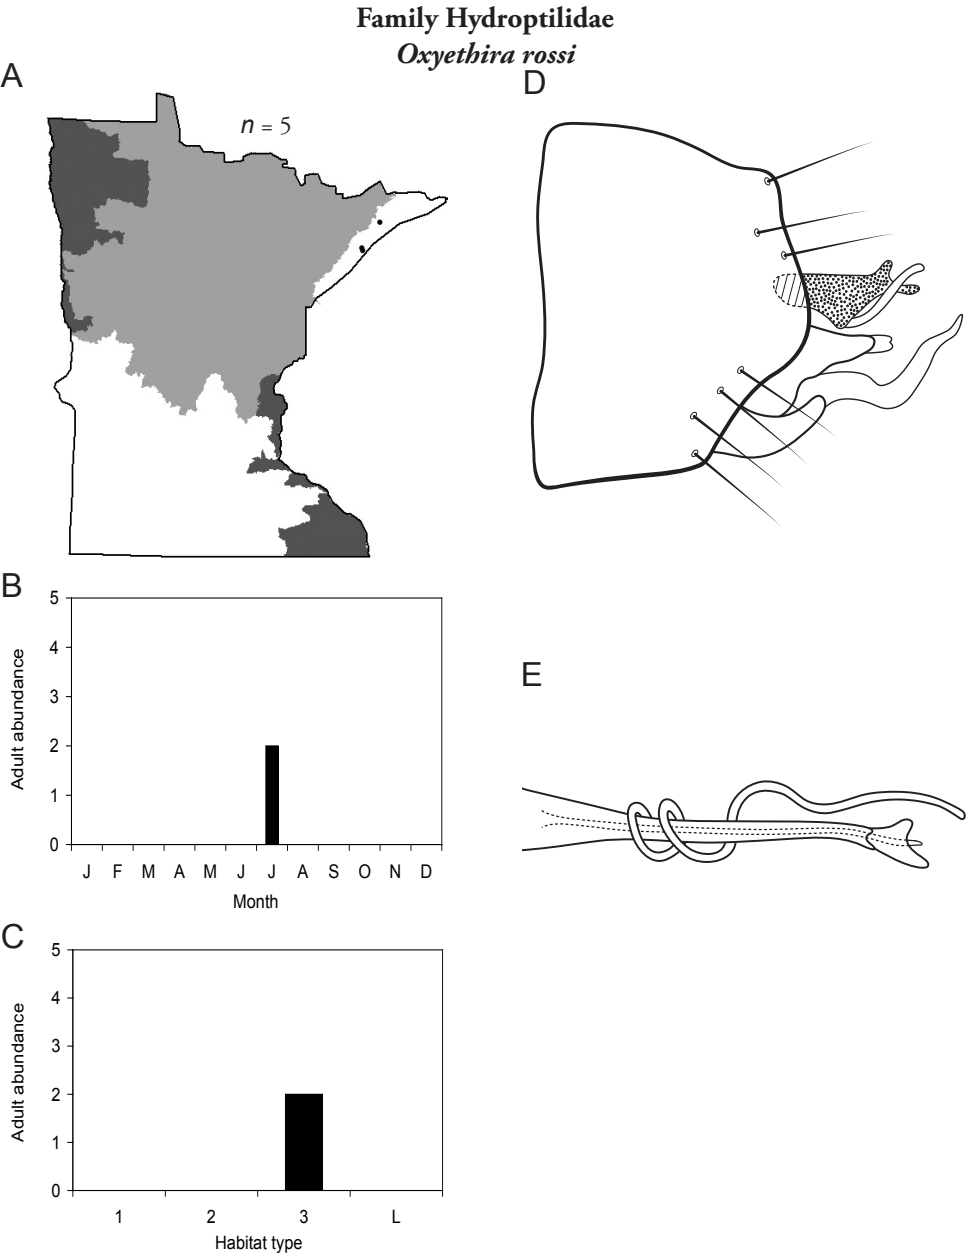 Family Hydroptilidae
Oxyethira rossi
A
n = 5
D
B
5
4
3
2
1
0
Adult abundance
J F M A M J J A S O N D
Month
E
C
5
4
3
2
1
0
Adult abundance
1 2 3 L
Habitat type